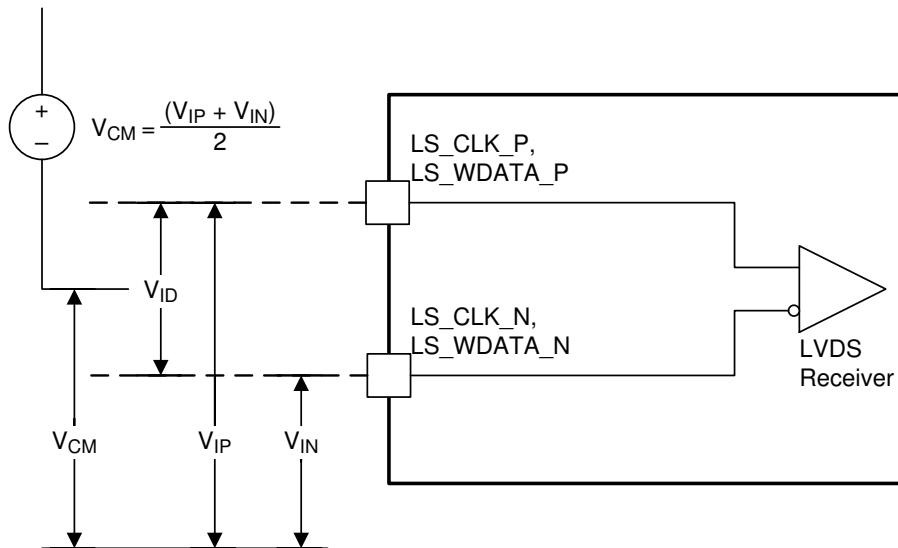 +
−
V_CM = (V_IP + V_IN)
2
LS_CLK_P,
LS_WDATA_P
V_ID
LS_CLK_N,
LS_WDATA_N
LVDS
Receiver
V_CM
V_IP
V_IN